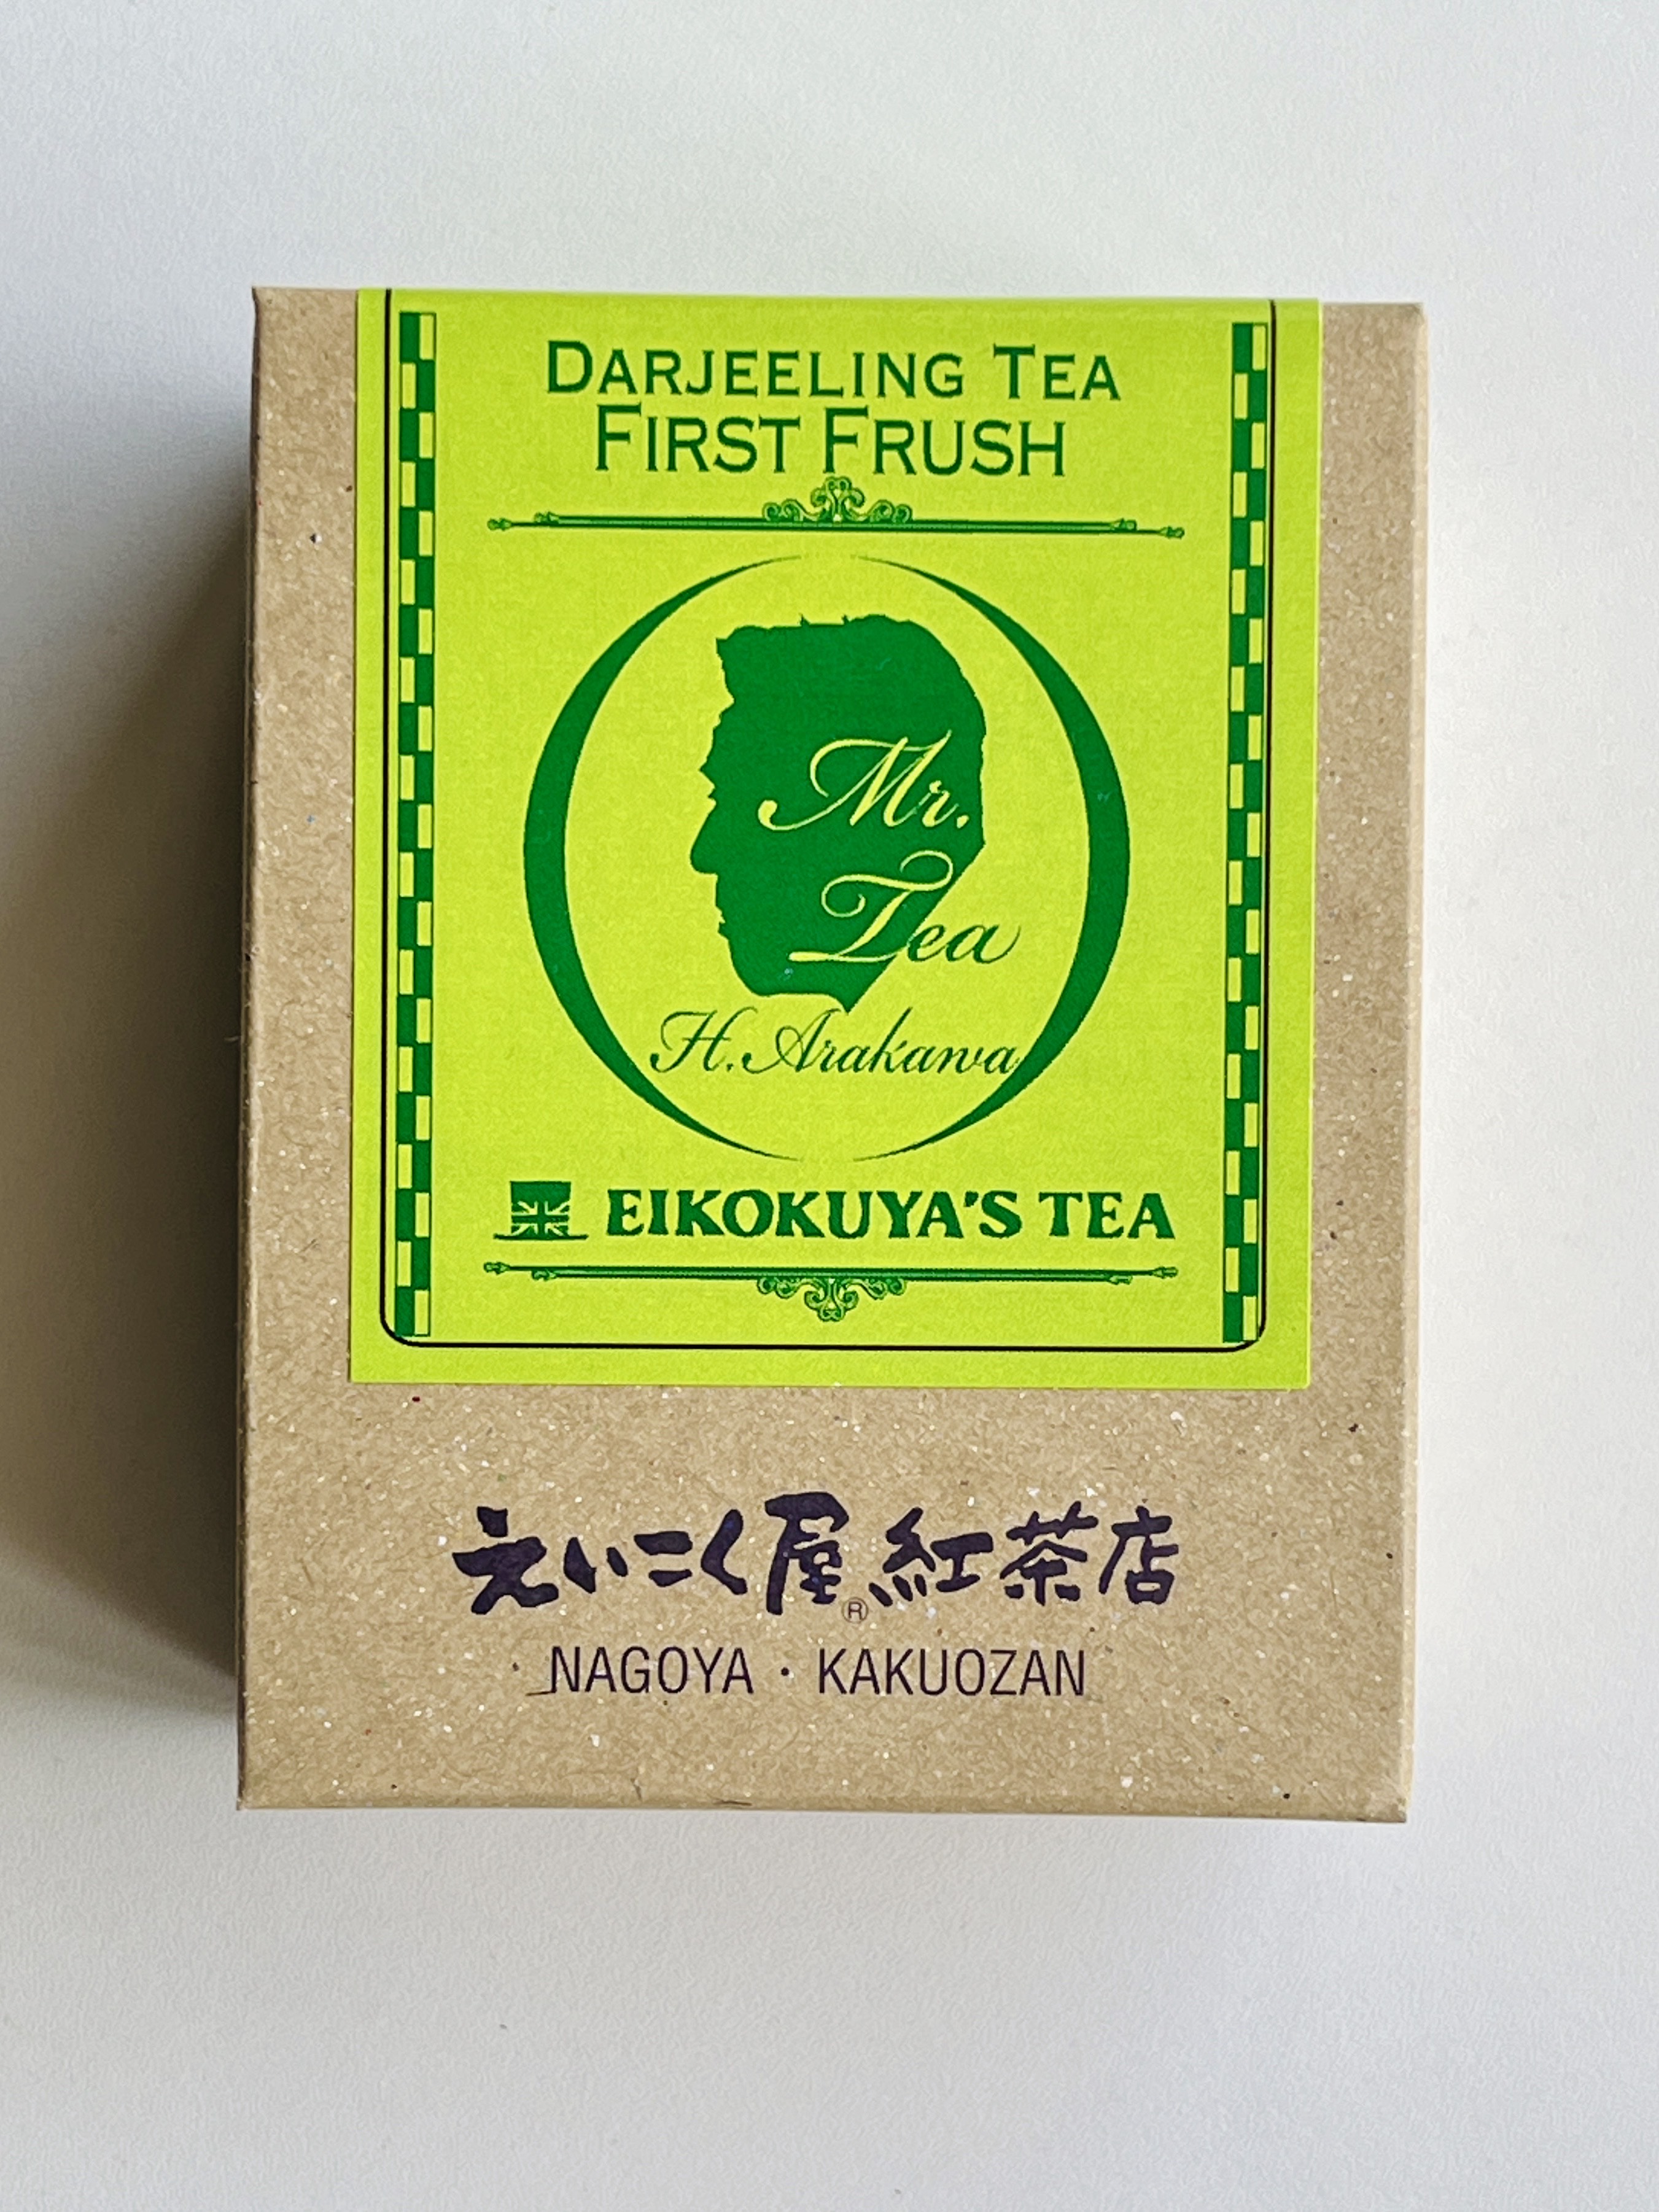 DARJEELING TEA
FIRST FRUSH
Mr.
Tea
H. Arakawa
EIKOKUYA'S TEA
えいこく屋®紅茶店
NAGOYA・KAKUOZAN